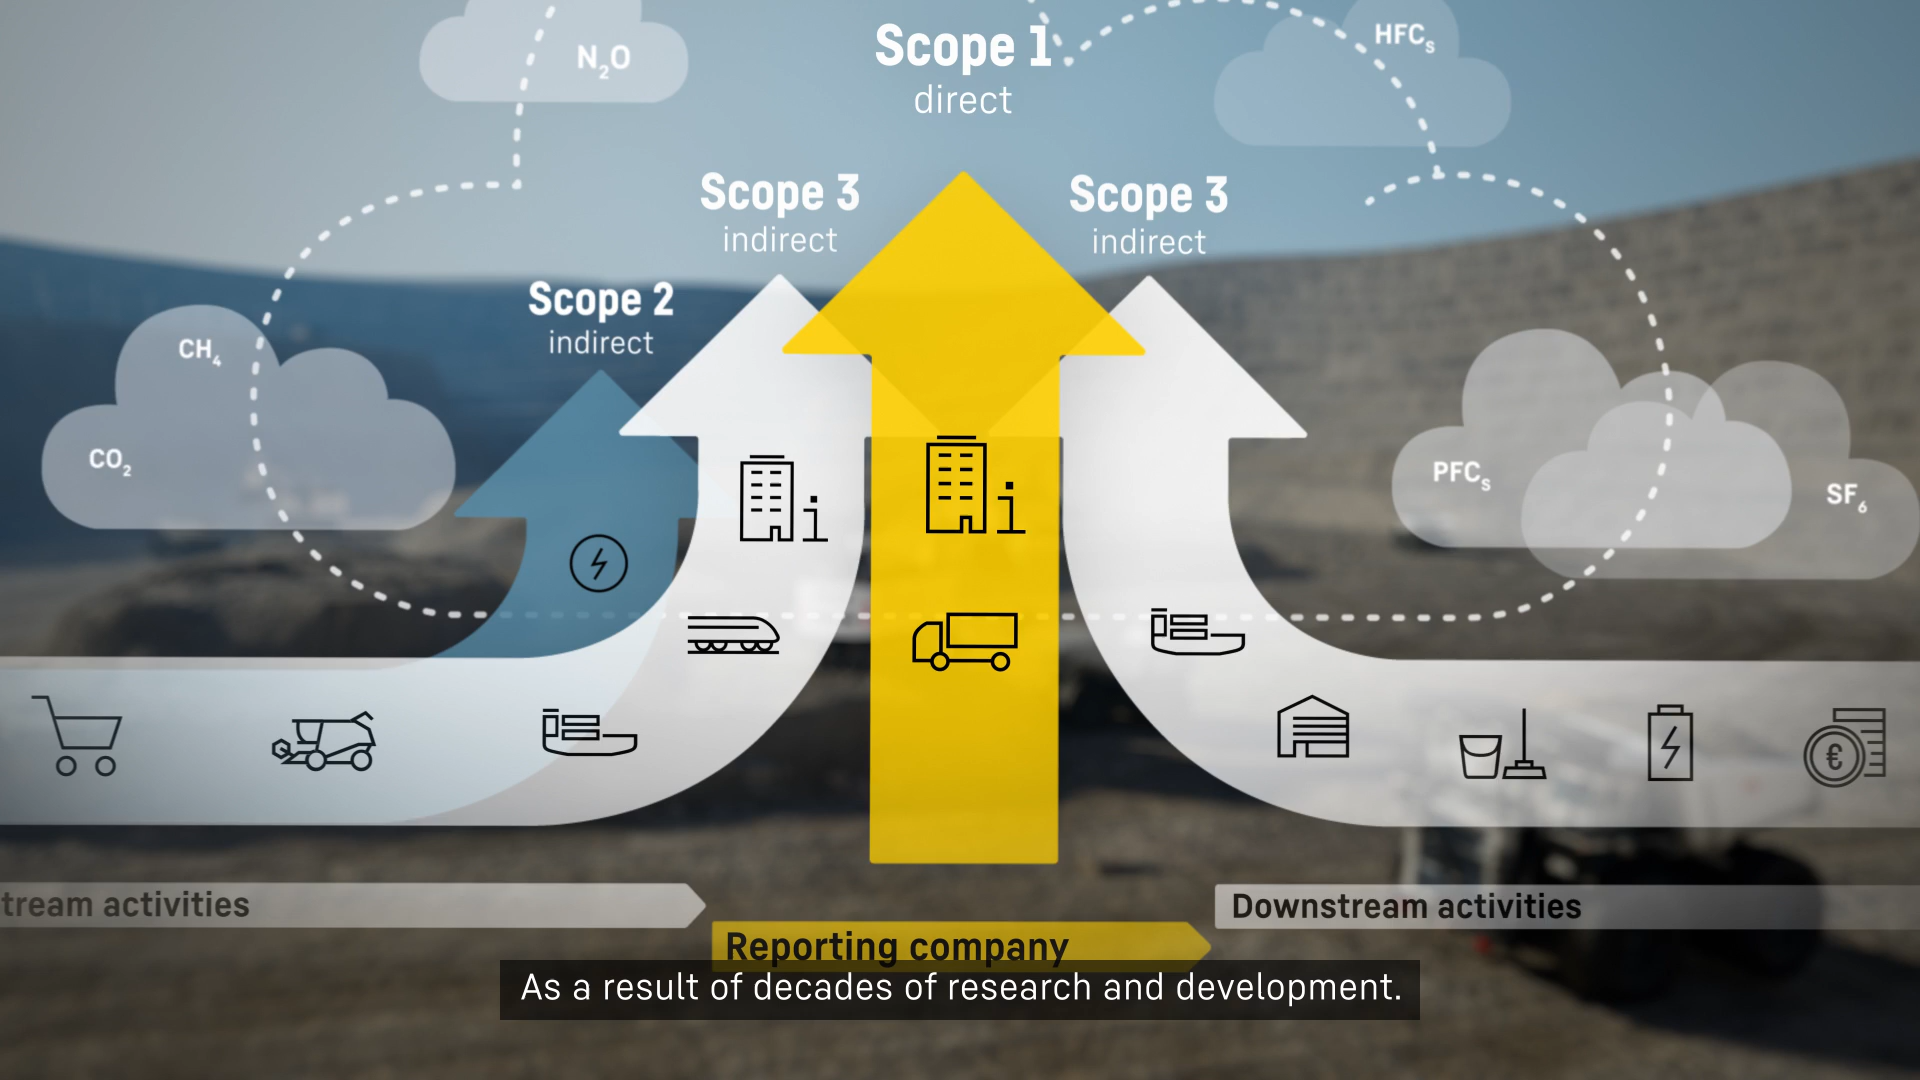 N₂O
Scope 1
direct
HFCₛ
Scope 3
indirect
Scope 3
indirect
Scope 2
indirect
CH₄
CO₂
PFCₛ
SF₆
i
i
€
tream activities
Downstream activities
Reporting company
As a result of decades of research and development.